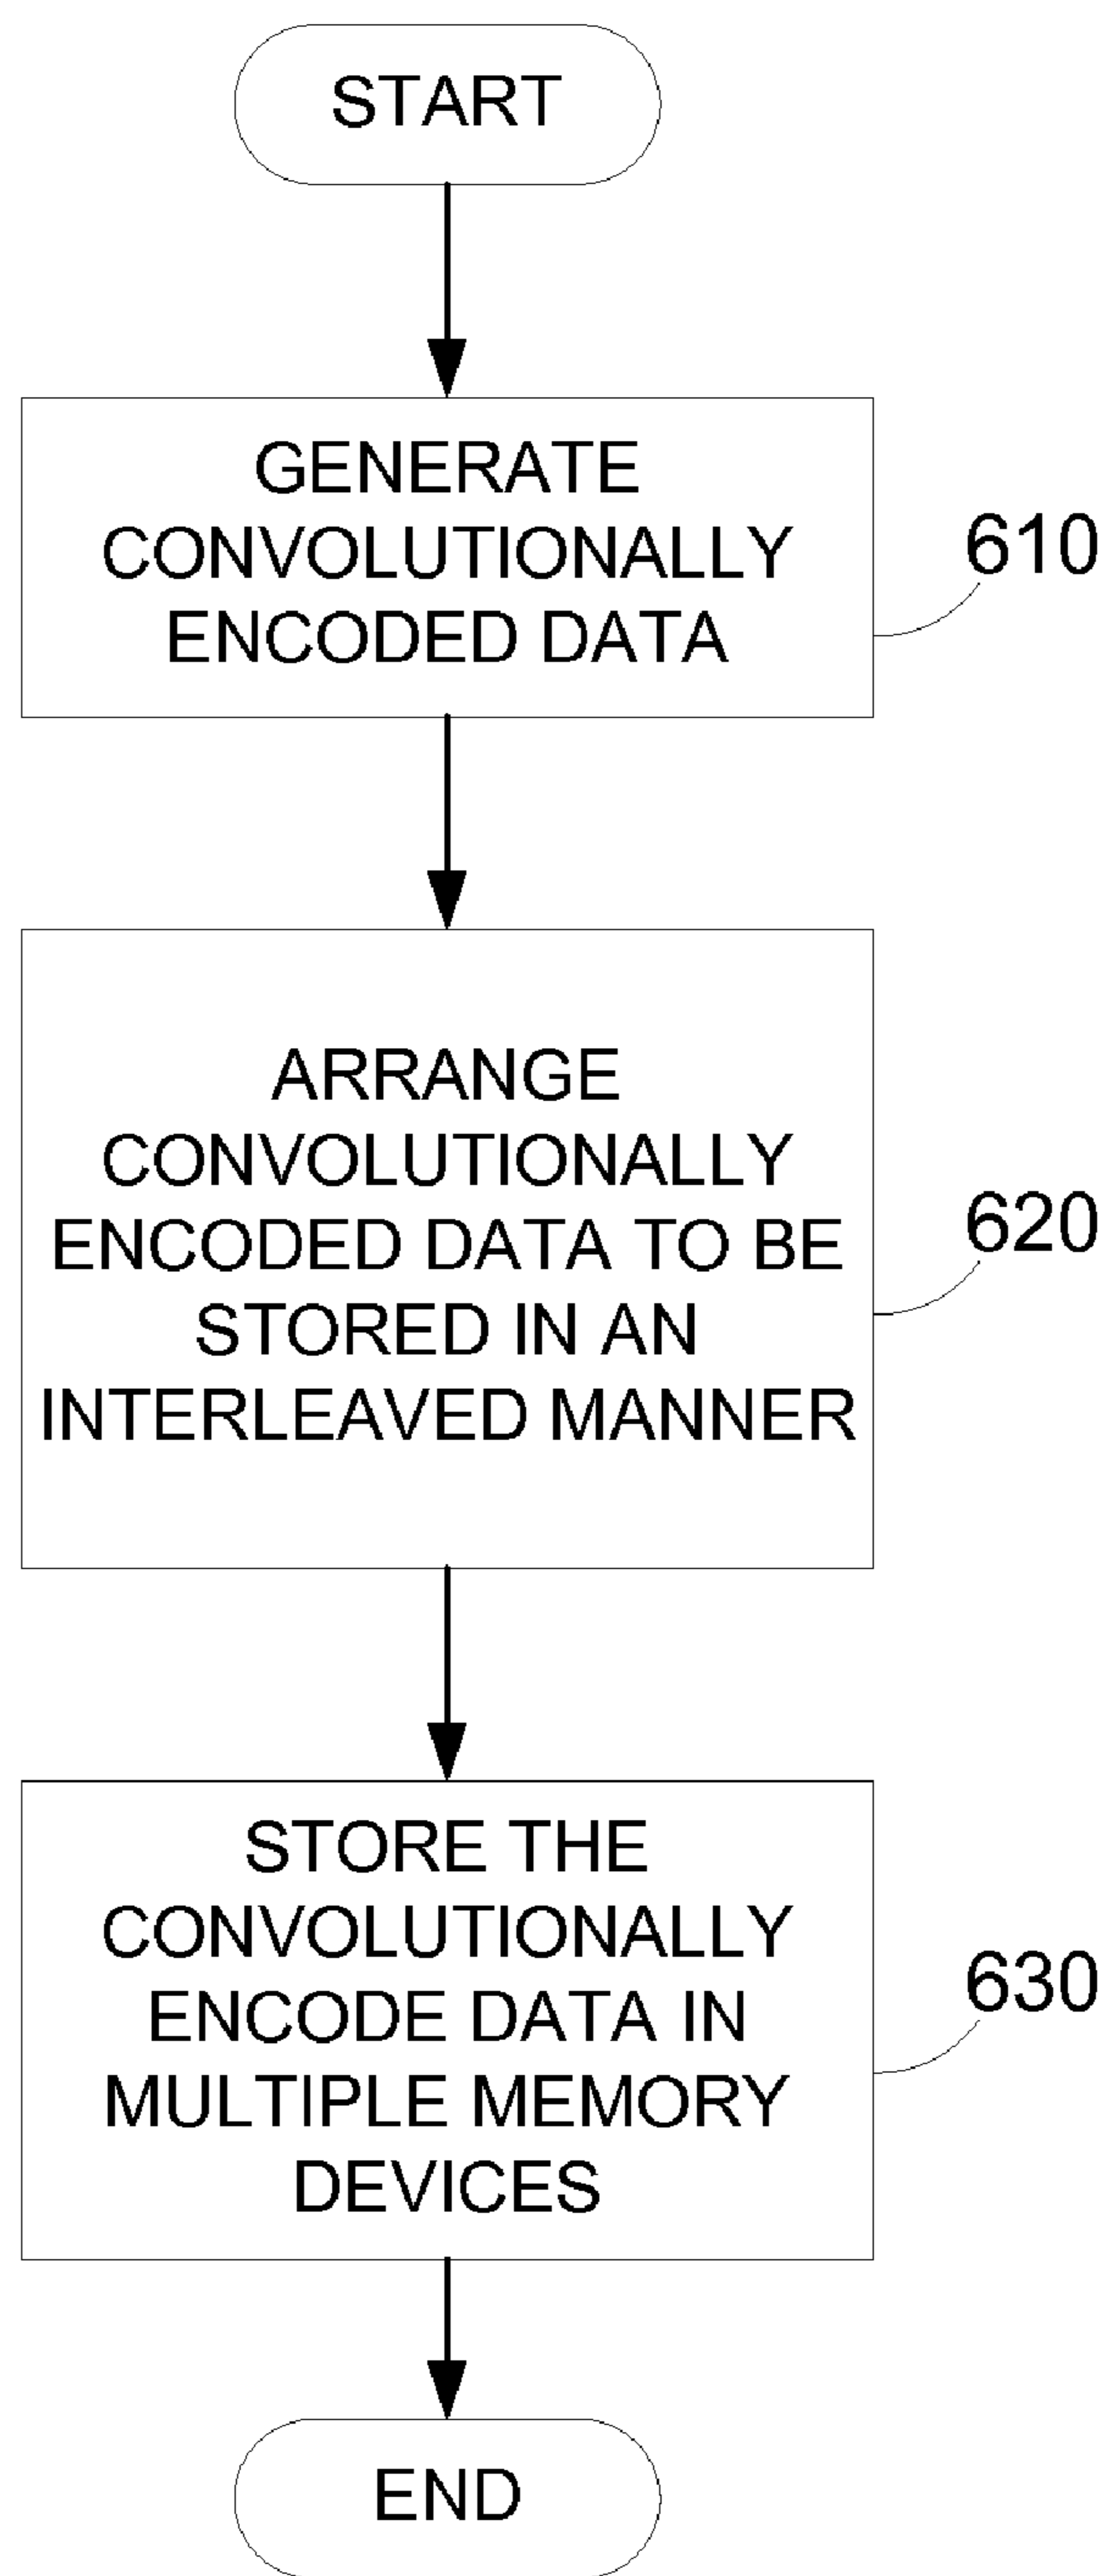 START
GENERATE
CONVOLUTIONALLY
ENCODED DATA
610
ARRANGE
CONVOLUTIONALLY
ENCODED DATA TO BE
STORED IN AN
INTERLEAVED MANNER
620
STORE THE
CONVOLUTIONALLY
ENCODE DATA IN
MULTIPLE MEMORY
DEVICES
630
END